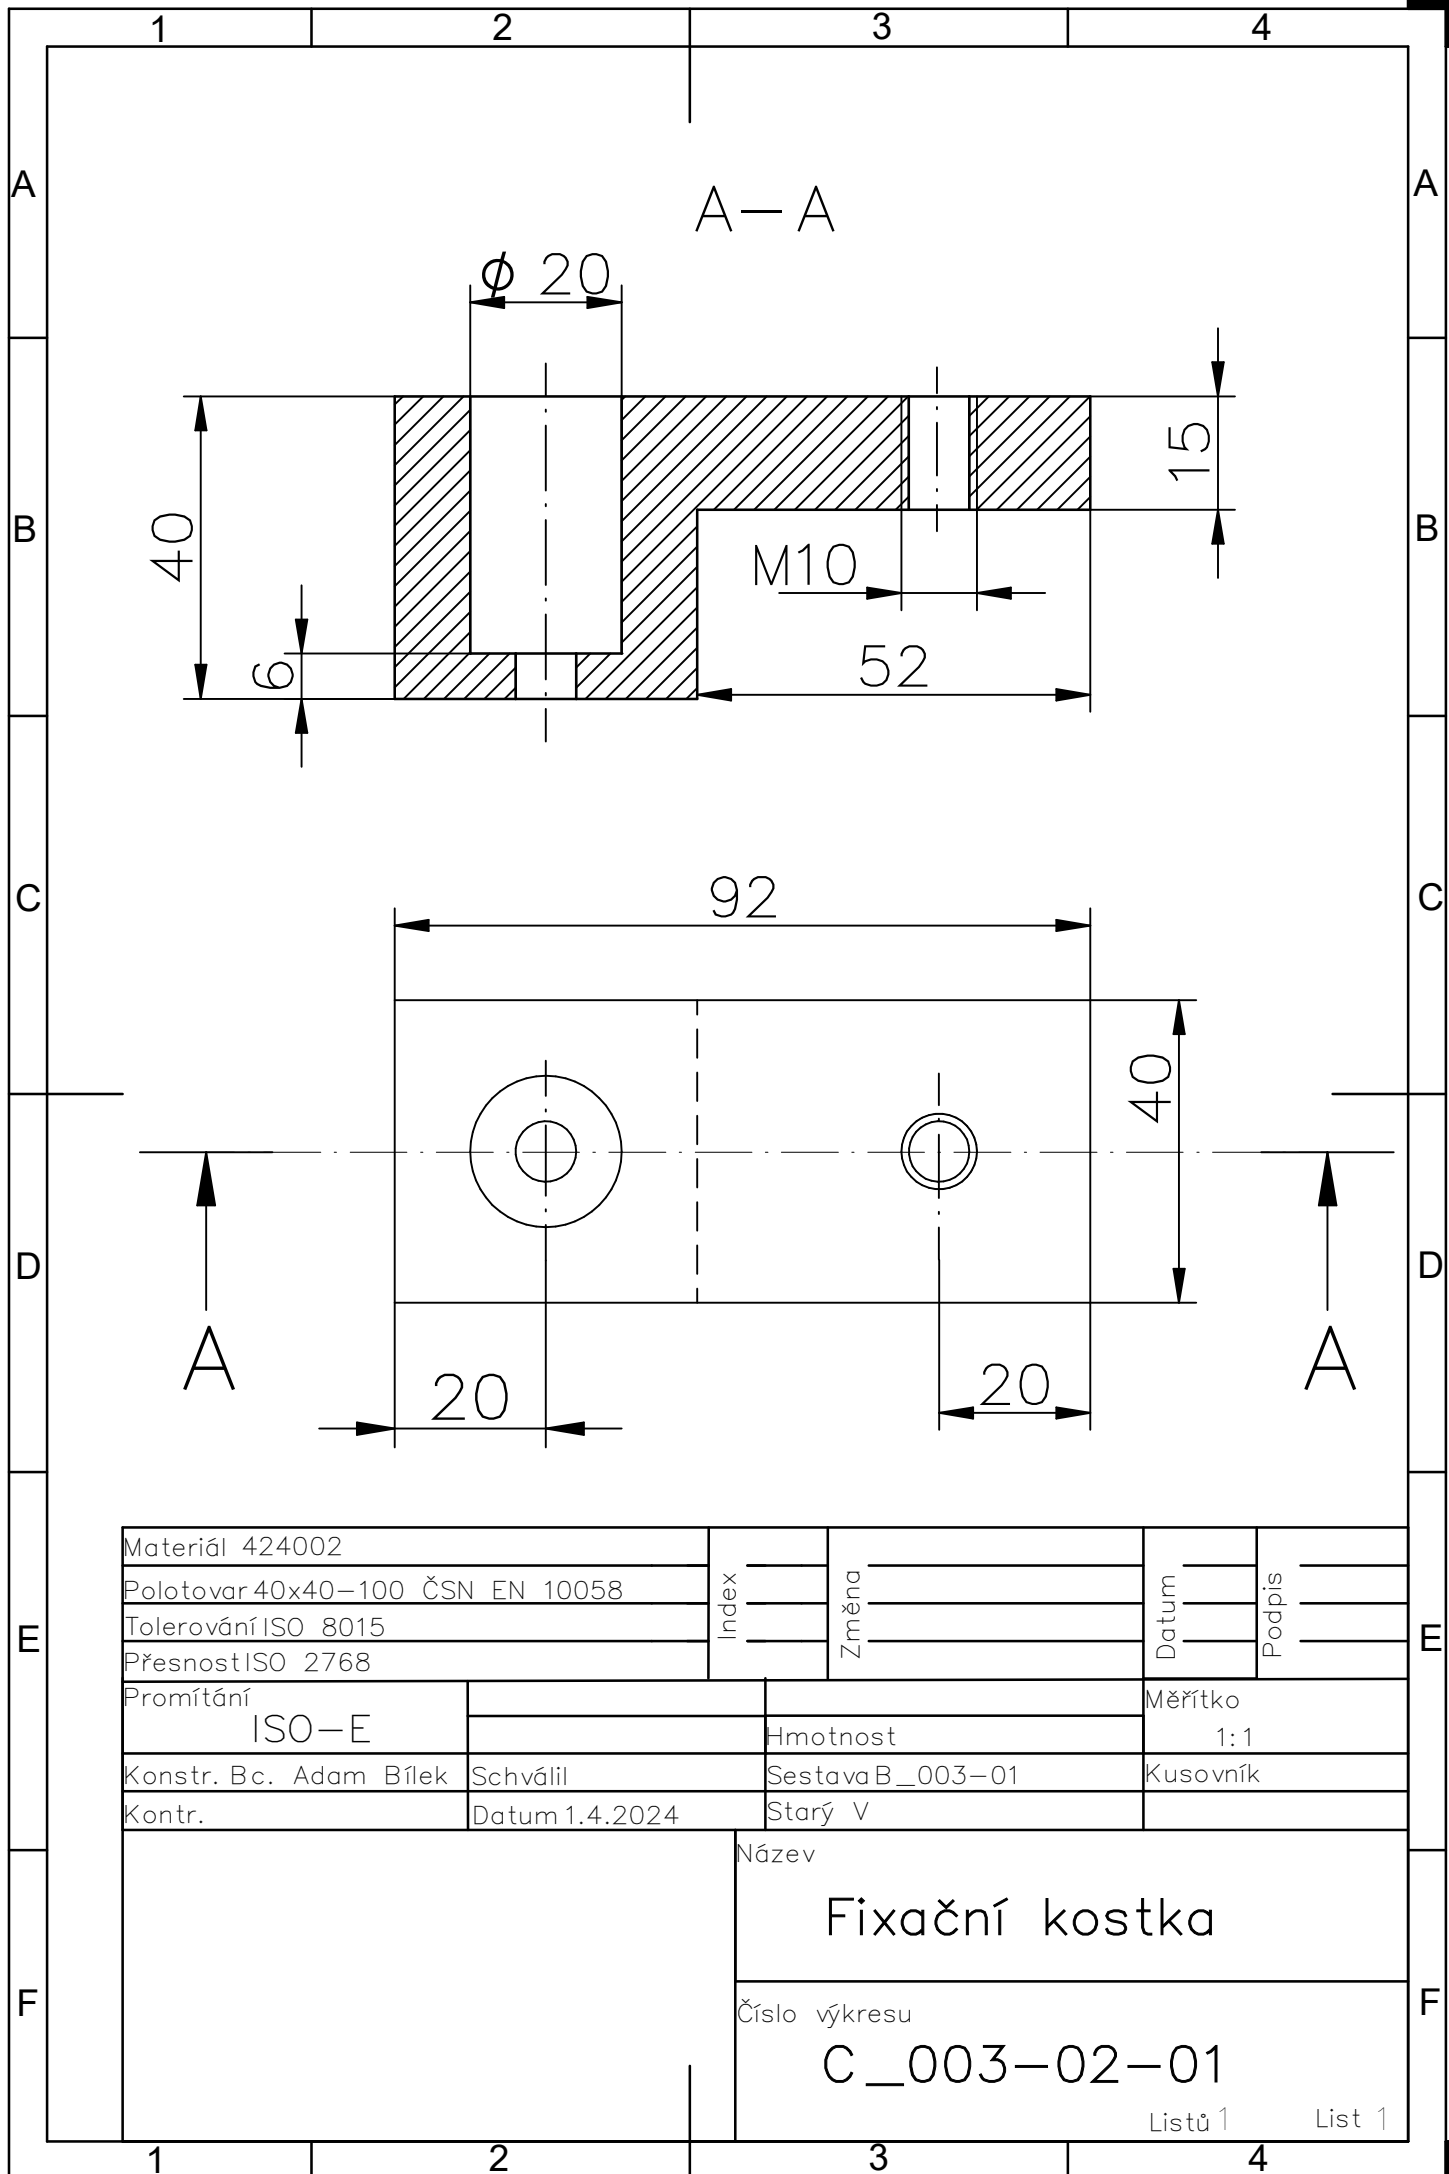 1 2 3 4
A A
A–A
ϕ 20
15
40
B B
M10
6
52
92
C C
40
D D
A A
20 20
Materiál 424002
Polotovar 40x40–100 ČSN EN 10058
Tolerování ISO 8015
Přesnost ISO 2768
Index
Změna
Datum
Podpis
E E
Promítání
ISO–E
Hmotnost
Měřítko
1:1
Konstr. Bc. Adam Bílek Schválil Sestava B_003–01 Kusovník
Kontr. Datum 1.4.2024 Starý V
Název
Fixační kostka
F F
Číslo výkresu
C_003–02–01
Listů 1 List 1
1 2 3 4